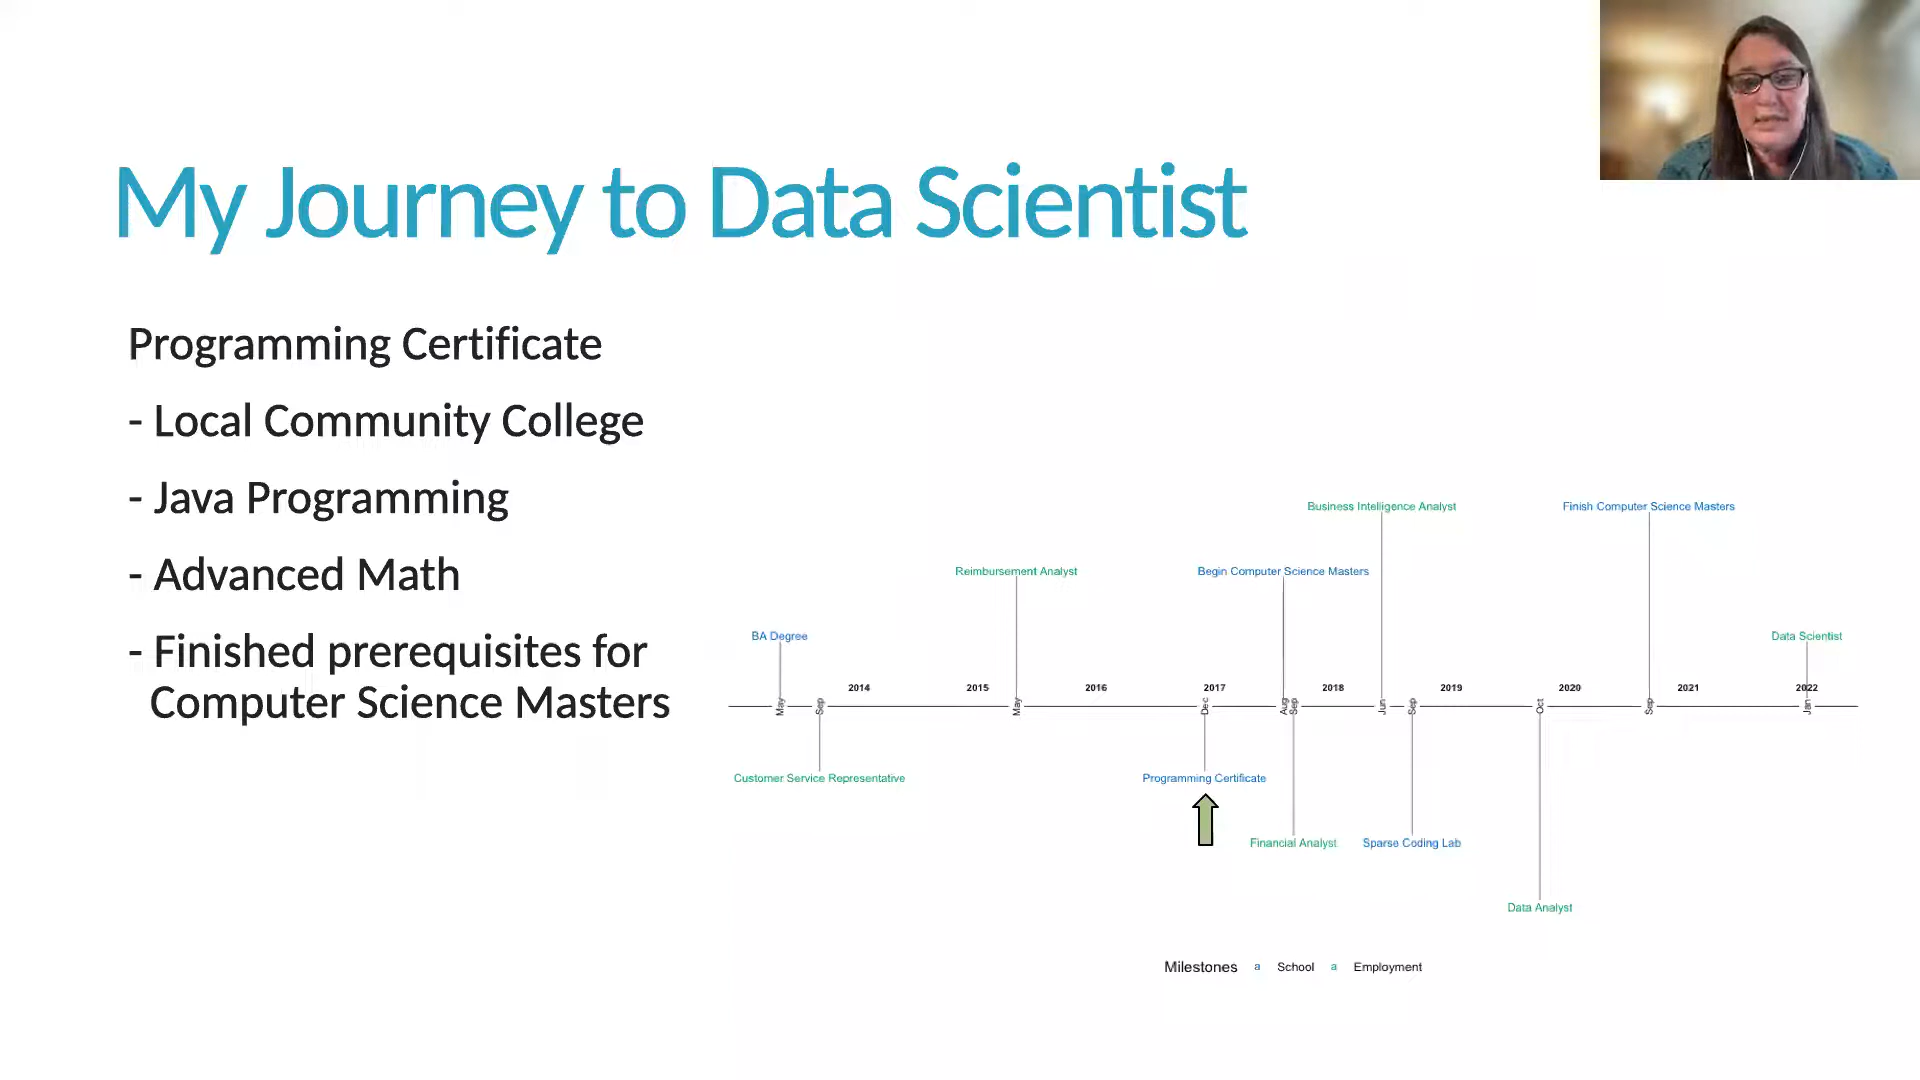 My Journey to Data Scientist
Programming Certificate
- Local Community College
- Java Programming
- Advanced Math
- Finished prerequisites for
Computer Science Masters
Business Intelligence Analyst
Finish Computer Science Masters
Reimbursement Analyst
Begin Computer Science Masters
BA Degree
Data Scientist
2014 2015 2016 2017 2018 2019 2020 2021 2022
May Sep May Dec Aug Sep Jun Sep Oct Sep Jan
Customer Service Representative
Programming Certificate
Financial Analyst
Sparse Coding Lab
Data Analyst
Milestones a School a Employment